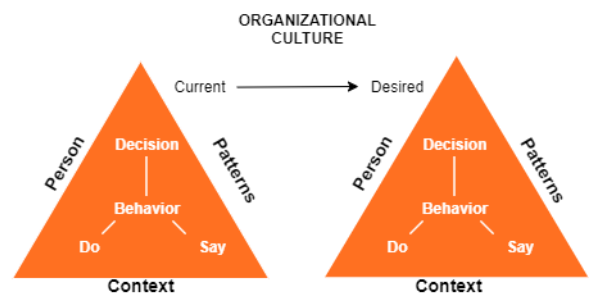 ORGANIZATIONAL
CULTURE
Current
Desired
Person
Patterns
Decision
Behavior
Do
Say
Context
Person
Patterns
Decision
Behavior
Do
Say
Context